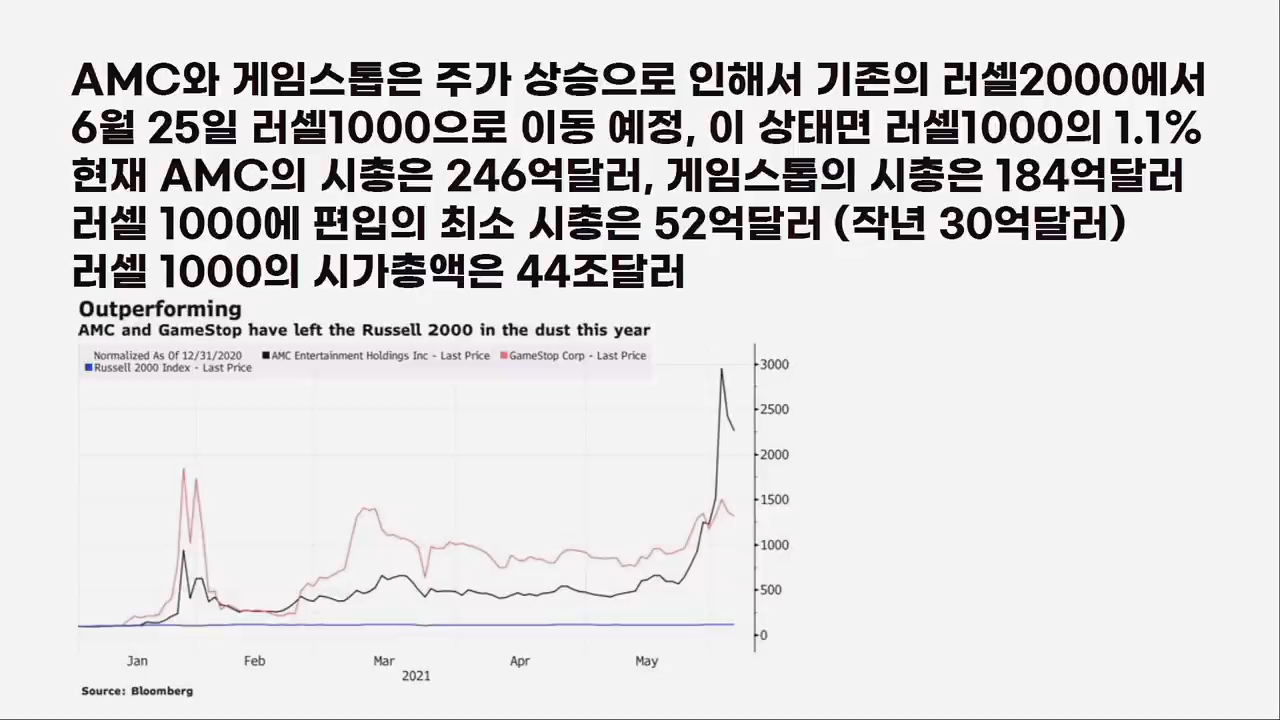 AMC와 게임스톱은 주가 상승으로 인해서 기존의 러셀2000에서
6월 25일 러셀1000으로 이동 예정, 이 상태면 러셀1000의 1.1%
현재 AMC의 시총은 246억달러, 게임스톱의 시총은 184억달러
러셀 1000에 편입의 최소 시총은 52억달러 (작년 30억달러)
러셀 1000의 시가총액은 44조달러
Outperforming
AMC and GameStop have left the Russell 2000 in the dust this year
Normalized As Of 12/31/2020 AMC Entertainment Holdings Inc - Last Price GameStop Corp - Last Price
Russell 2000 Index - Last Price
3000
2500
2000
1500
1000
500
0
Jan Feb Mar Apr May
2021
Source: Bloomberg